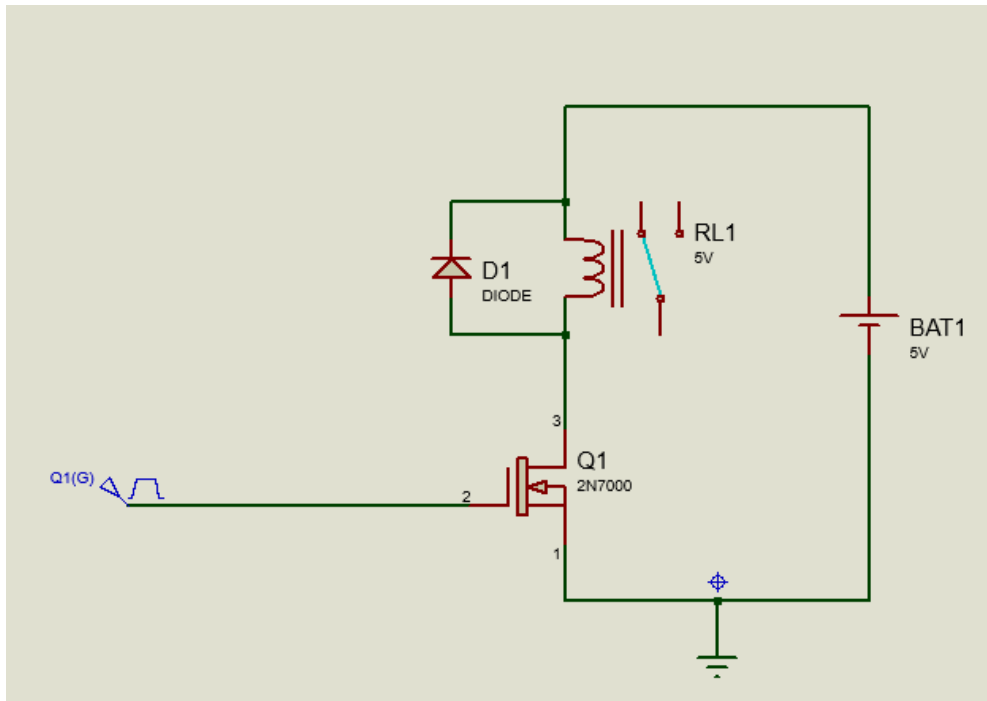 RL1
5V
D1
DIODE
BAT1
5V
3
Q1
2N7000
Q1(G)
2
1